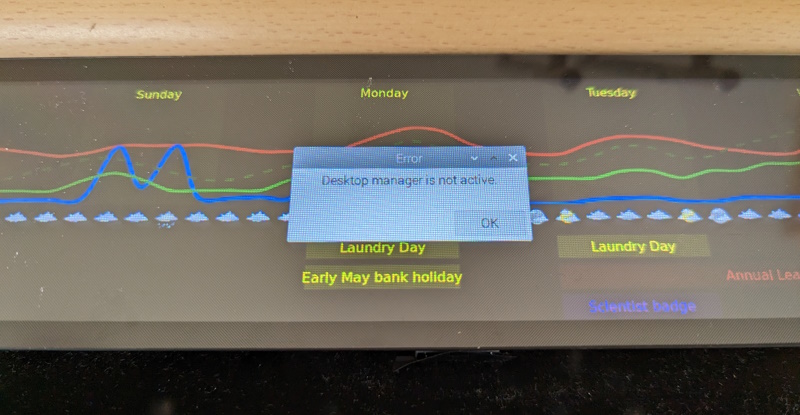 Sunday
Monday
Tuesday
Error
Desktop manager is not active.
OK
Laundry Day
Laundry Day
Early May bank holiday
Annual Lea
Scientist badge